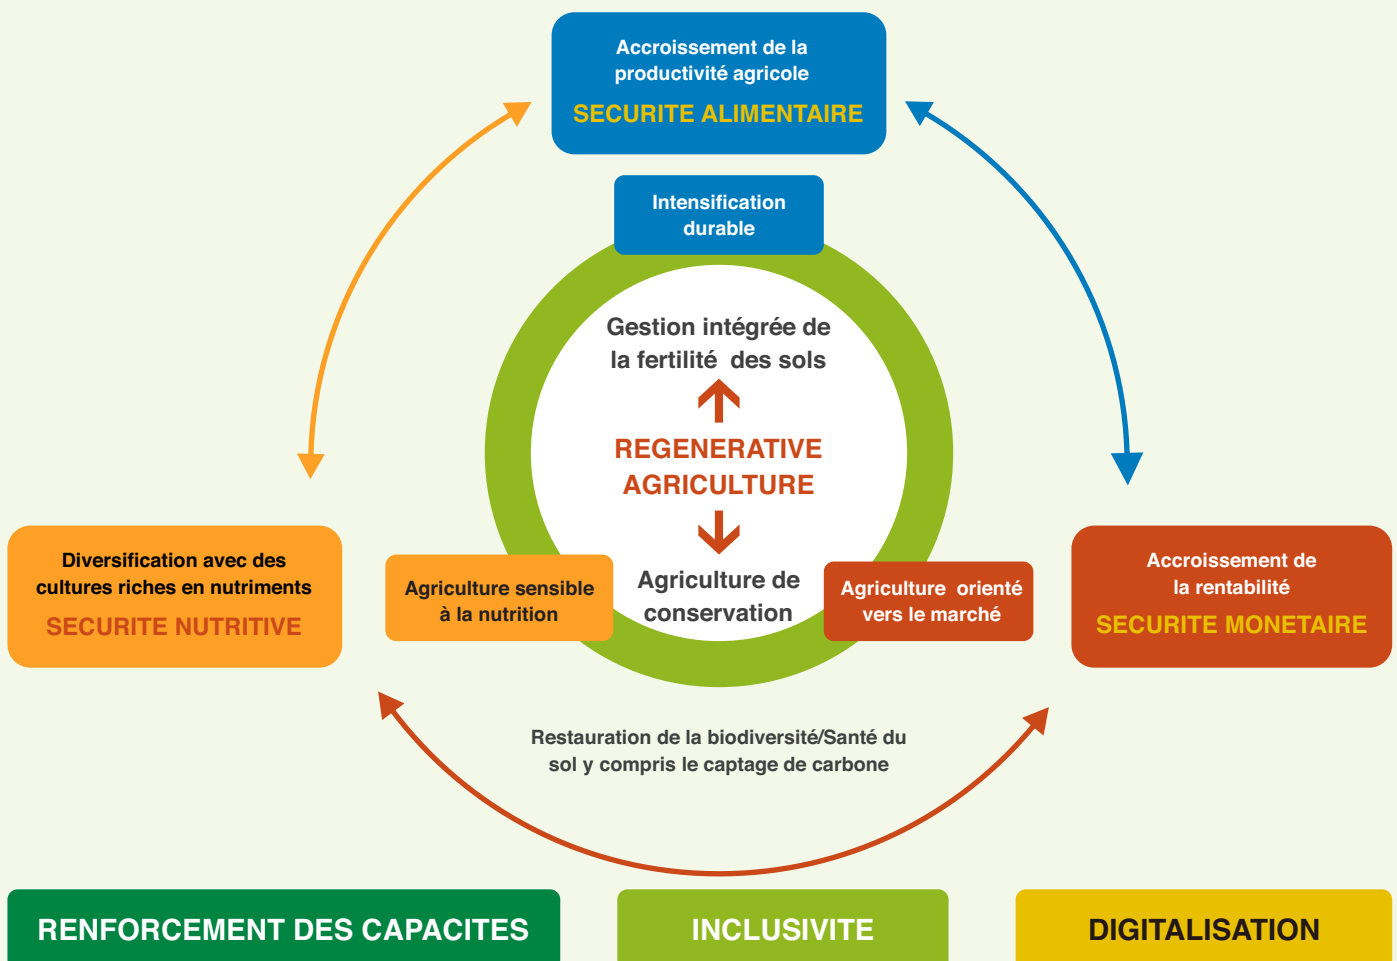 Accroissement de la
productivité agricole
SECURITE ALIMENTAIRE
Intensification
durable
Gestion intégrée de
la fertilité des sols
REGENERATIVE
AGRICULTURE
Agriculture de
conservation
Diversification avec des
cultures riches en nutriments
SECURITE NUTRITIVE
Agriculture sensible
à la nutrition
Agriculture orienté
vers le marché
Accroissement de
la rentabilité
SECURITE MONETAIRE
Restauration de la biodiversité/Santé du
sol y compris le captage de carbone
RENFORCEMENT DES CAPACITES
INCLUSIVITE
DIGITALISATION